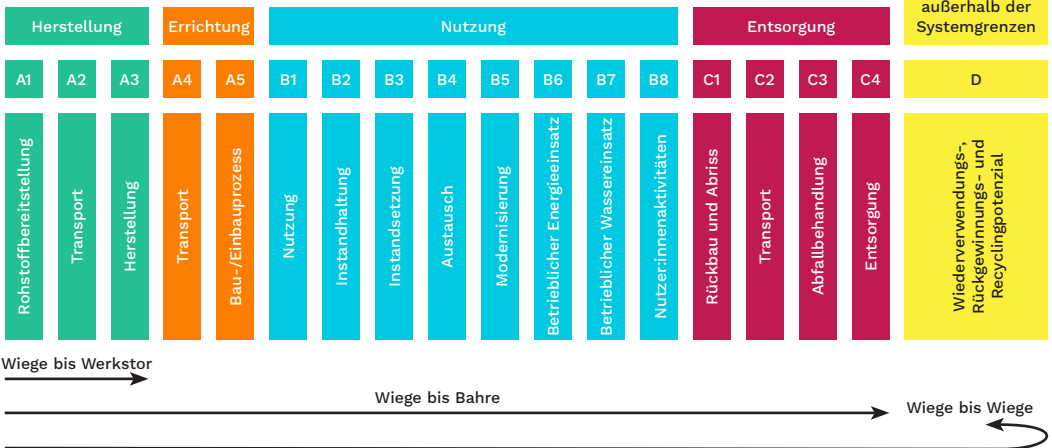 außerhalb der
Systemgrenzen
Herstellung
Errichtung
Nutzung
Entsorgung
A1
A2
A3
A4
A5
B1
B2
B3
B4
B5
B6
B7
B8
C1
C2
C3
C4
D
Rohstoffbereitstellung
Transport
Herstellung
Transport
Bau-/Einbauprozess
Nutzung
Instandhaltung
Instandsetzung
Austausch
Modernisierung
Betrieblicher Energieeinsatz
Betrieblicher Wassereinsatz
Nutzer:innenaktivitäten
Rückbau und Abriss
Transport
Abfallbehandlung
Entsorgung
Wiederverwendungs-,
Rückgewinnungs- und
Recyclingpotenzial
Wiege bis Werkstor
Wiege bis Bahre
Wiege bis Wiege